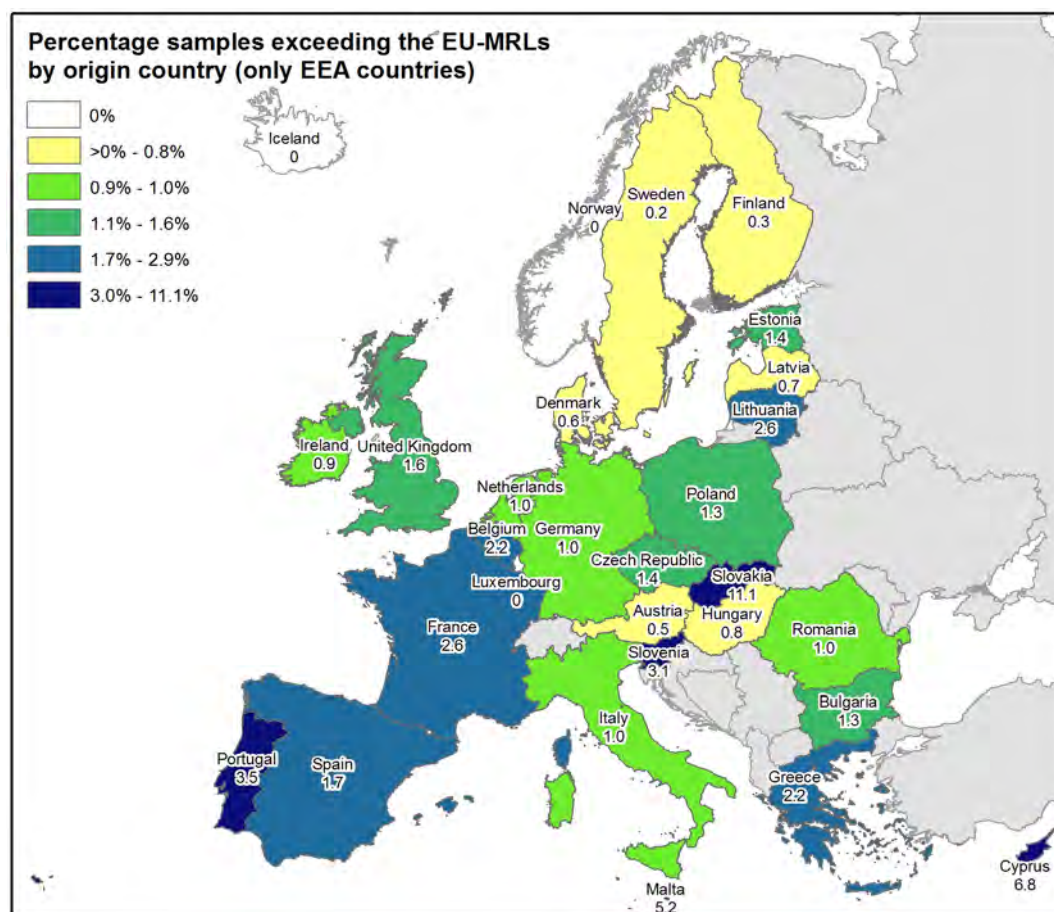 Percentage samples exceeding the EU-MRLs
by origin country (only EEA countries)
0%
>0% - 0.8%
0.9% - 1.0%
1.1% - 1.6%
1.7% - 2.9%
3.0% - 11.1%
Iceland
0
Norway
0
Sweden
0.2
Finland
0.3
Estonia
1.4
Latvia
0.7
Lithuania
2.6
Denmark
0.6
Ireland
0.9
United Kingdom
1.6
Netherlands
1.0
Belgium
2.2
Germany
1.0
Poland
1.3
Czech Republic
1.4
Luxembourg
0
Slovakia
11.1
Austria
0.5
Hungary
0.8
France
2.6
Slovenia
3.1
Romania
1.0
Bulgaria
1.3
Italy
1.0
Portugal
3.5
Spain
1.7
Greece
2.2
Malta
5.2
Cyprus
6.8